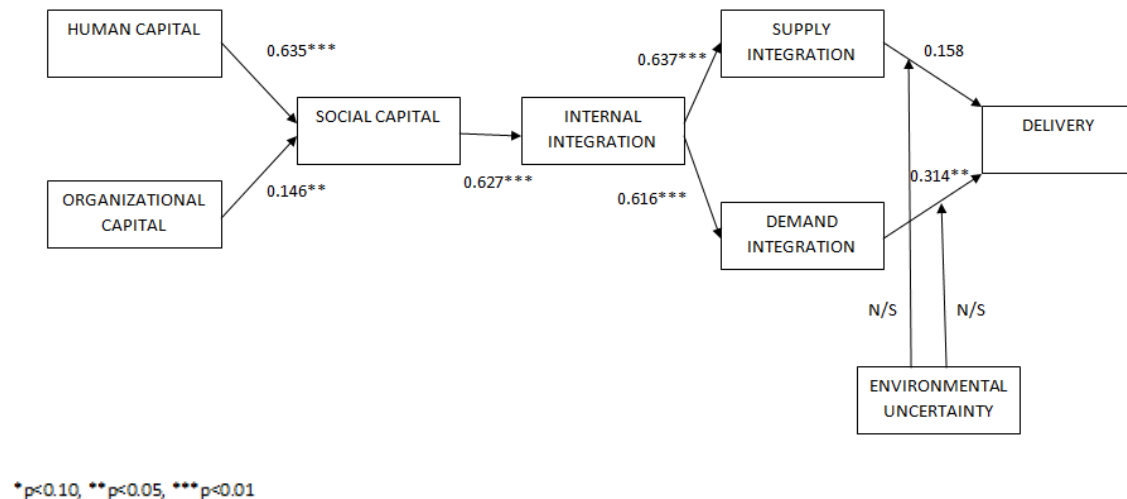 HUMAN CAPITAL
0.635***
SUPPLY
INTEGRATION
0.637***
0.158
SOCIAL CAPITAL
INTERNAL
INTEGRATION
DELIVERY
0.627***
ORGANIZATIONAL
CAPITAL
0.146**
0.616***
0.314**
DEMAND
INTEGRATION
N/S
N/S
ENVIRONMENTAL
UNCERTAINTY
*p<0.10, **p<0.05, ***p<0.01